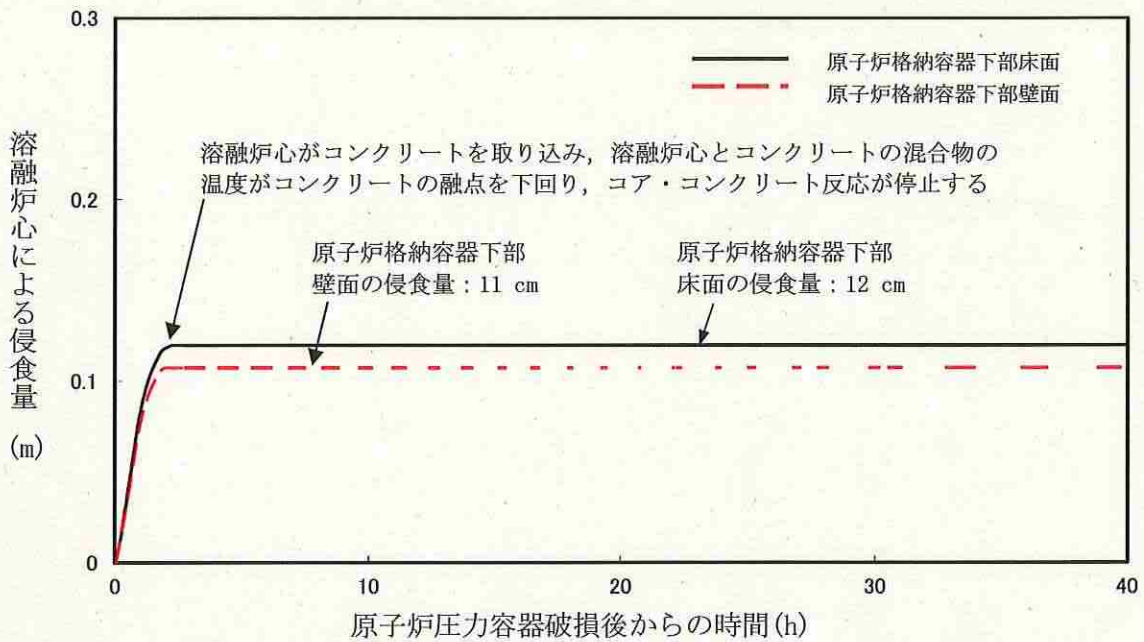 0.3
原子炉格納容器下部床面
原子炉格納容器下部壁面
溶融炉心がコンクリートを取り込み，溶融炉心とコンクリートの混合物の
温度がコンクリートの融点を下回り，コア・コンクリート反応が停止する
0.2
原子炉格納容器下部
壁面の侵食量：11 cm
原子炉格納容器下部
床面の侵食量：12 cm
0.1
0
溶融炉心による侵食量 (m)
0
10
20
30
40
原子炉圧力容器破損後からの時間(h)